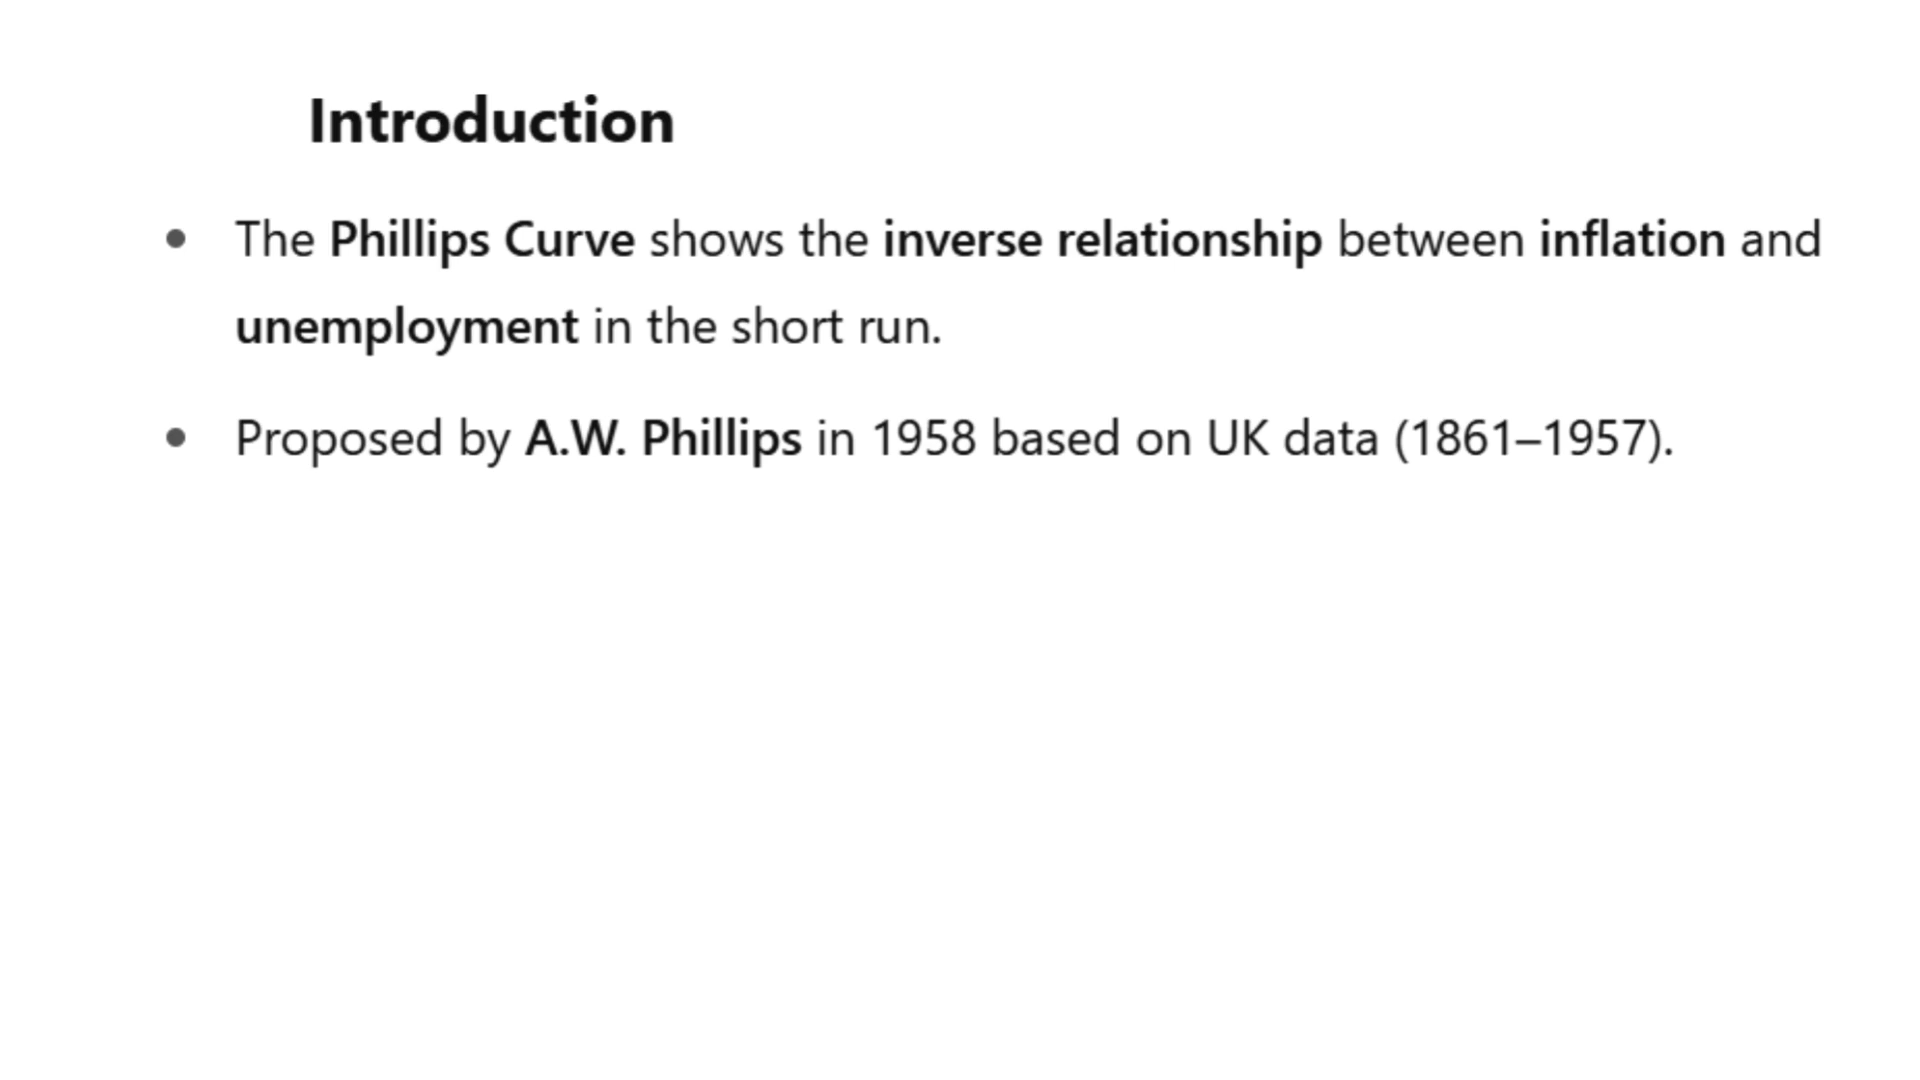 Introduction
• The Phillips Curve shows the inverse relationship between inflation and
unemployment in the short run.
• Proposed by A.W. Phillips in 1958 based on UK data (1861–1957).